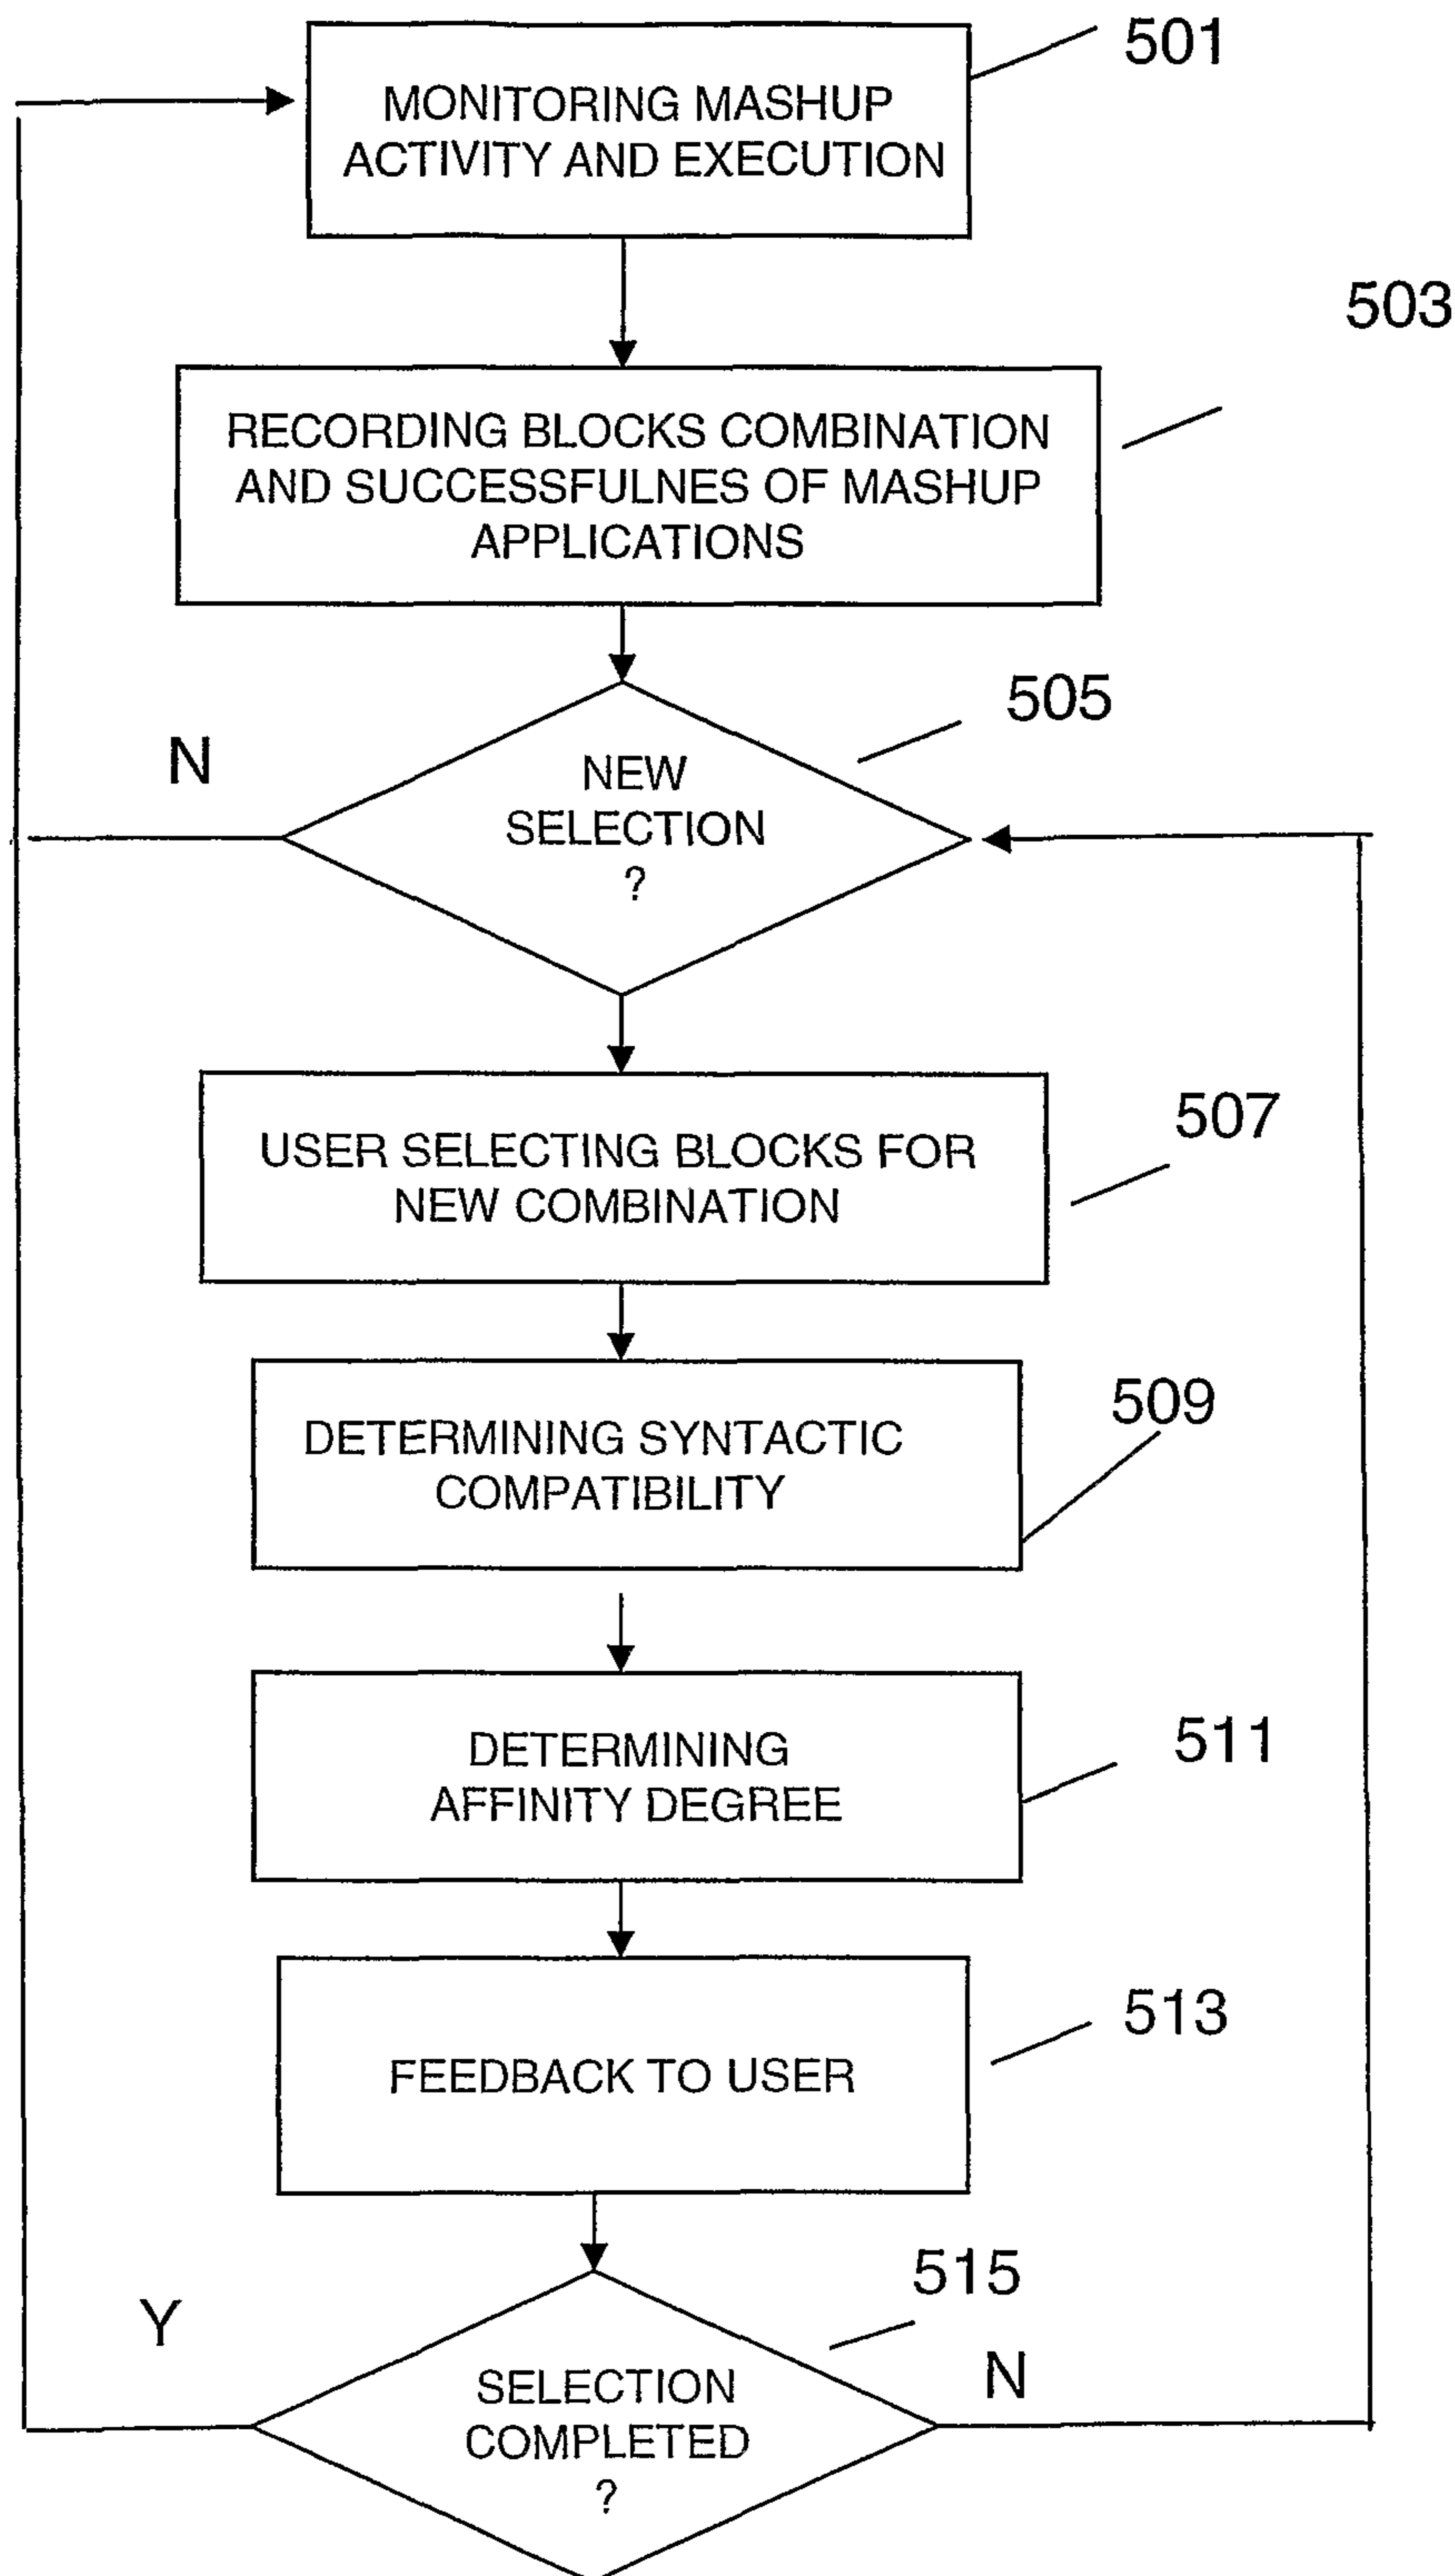 501
MONITORING MASHUP
ACTIVITY AND EXECUTION
503
RECORDING BLOCKS COMBINATION
AND SUCCESSFULNES OF MASHUP
APPLICATIONS
505
N
NEW
SELECTION
?
507
USER SELECTING BLOCKS FOR
NEW COMBINATION
509
DETERMINING SYNTACTIC
COMPATIBILITY
511
DETERMINING
AFFINITY DEGREE
513
FEEDBACK TO USER
515
Y
N
SELECTION
COMPLETED
?